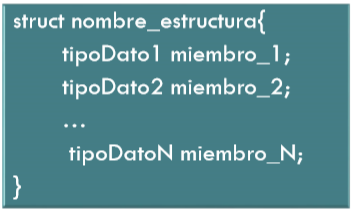 struct nombre_estructura{
tipoDato1 miembro_1;
tipoDato2 miembro_2;
...
tipoDatoN miembro_N;
}